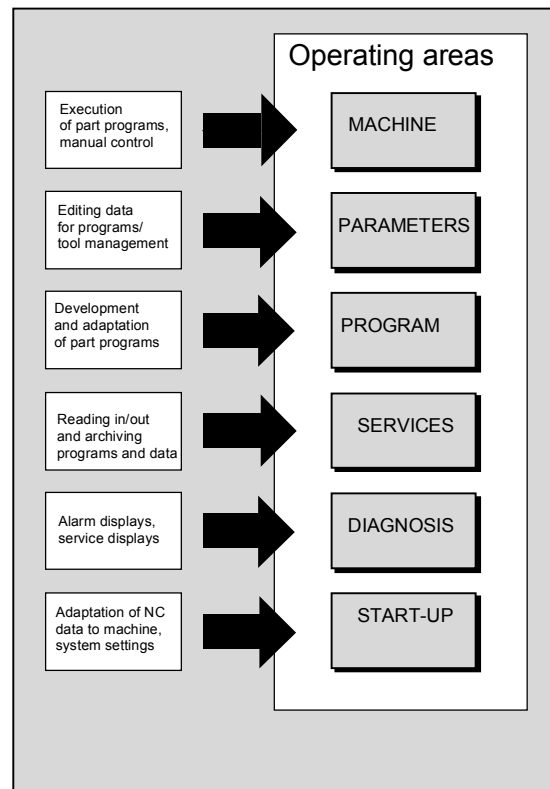 Operating areas
Execution
of part programs,
manual control
MACHINE
Editing data
for programs/
tool management
PARAMETERS
Development
and adaptation
of part programs
PROGRAM
Reading in/out
and archiving
programs and data
SERVICES
Alarm displays,
service displays
DIAGNOSIS
Adaptation of NC
data to machine,
system settings
START-UP